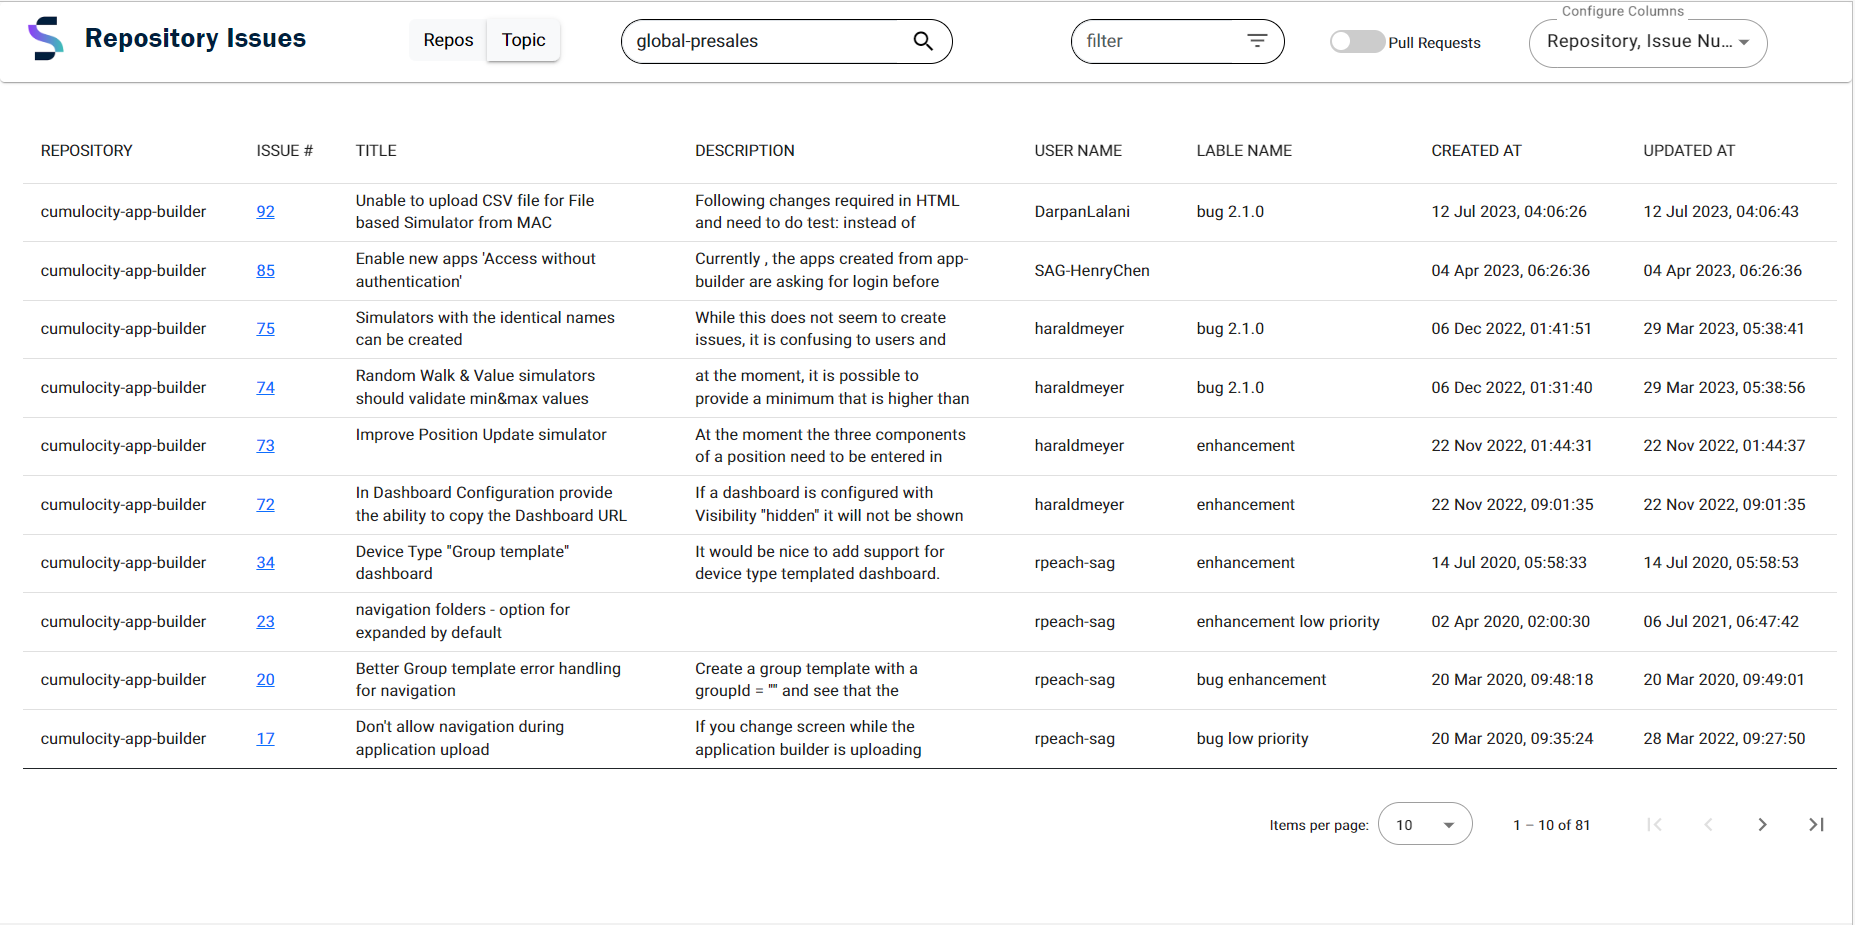 Configure Columns
Repository Issues Repos Topic global-presales filter Pull Requests Repository, Issue Nu...
REPOSITORY ISSUE # TITLE DESCRIPTION USER NAME LABLE NAME CREATED AT UPDATED AT
cumulocity-app-builder 92 Unable to upload CSV file for File based Simulator from MAC Following changes required in HTML and need to do test: instead of DarpanLalani bug 2.1.0 12 Jul 2023, 04:06:26 12 Jul 2023, 04:06:43
cumulocity-app-builder 85 Enable new apps 'Access without authentication' Currently , the apps created from app-builder are asking for login before SAG-HenryChen 04 Apr 2023, 06:26:36 04 Apr 2023, 06:26:36
cumulocity-app-builder 75 Simulators with the identical names can be created While this does not seem to create issues, it is confusing to users and haraldmeyer bug 2.1.0 06 Dec 2022, 01:41:51 29 Mar 2023, 05:38:41
cumulocity-app-builder 74 Random Walk & Value simulators should validate min&max values at the moment, it is possible to provide a minimum that is higher than haraldmeyer bug 2.1.0 06 Dec 2022, 01:31:40 29 Mar 2023, 05:38:56
cumulocity-app-builder 73 Improve Position Update simulator At the moment the three components of a position need to be entered in haraldmeyer enhancement 22 Nov 2022, 01:44:31 22 Nov 2022, 01:44:37
cumulocity-app-builder 72 In Dashboard Configuration provide the ability to copy the Dashboard URL If a dashboard is configured with Visibility "hidden" it will not be shown haraldmeyer enhancement 22 Nov 2022, 09:01:35 22 Nov 2022, 09:01:35
cumulocity-app-builder 34 Device Type "Group template" dashboard It would be nice to add support for device type templated dashboard. rpeach-sag enhancement 14 Jul 2020, 05:58:33 14 Jul 2020, 05:58:53
cumulocity-app-builder 23 navigation folders - option for expanded by default rpeach-sag enhancement low priority 02 Apr 2020, 02:00:30 06 Jul 2021, 06:47:42
cumulocity-app-builder 20 Better Group template error handling for navigation Create a group template with a groupId = "" and see that the rpeach-sag bug enhancement 20 Mar 2020, 09:48:18 20 Mar 2020, 09:49:01
cumulocity-app-builder 17 Don't allow navigation during application upload If you change screen while the application builder is uploading rpeach-sag bug low priority 20 Mar 2020, 09:35:24 28 Mar 2022, 09:27:50
Items per page: 10 1 – 10 of 81